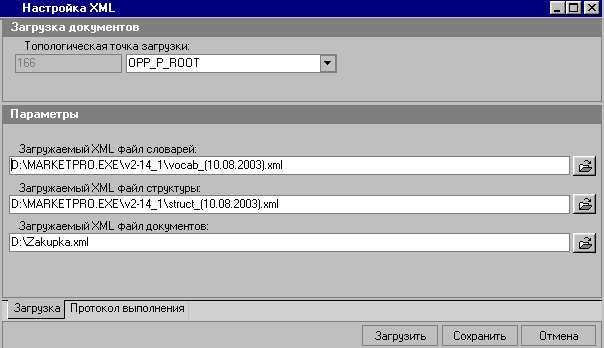 Настройка XML
Загрузка документов
Топологическая точка загрузки:
166 OPP_P_ROOT
Параметры
Загружаемый XML файл словарей:
D:\MARKETPRO.EXE\v2-14_1\vocab_(10.08.2003).xml
Загружаемый XML файл структуры:
D:\MARKETPRO.EXE\v2-14_1\struct_(10.08.2003).xml
Загружаемый XML файл документов:
D:\Zakupka.xml
Загрузка Протокол выполнения
Загрузить Сохранить Отмена